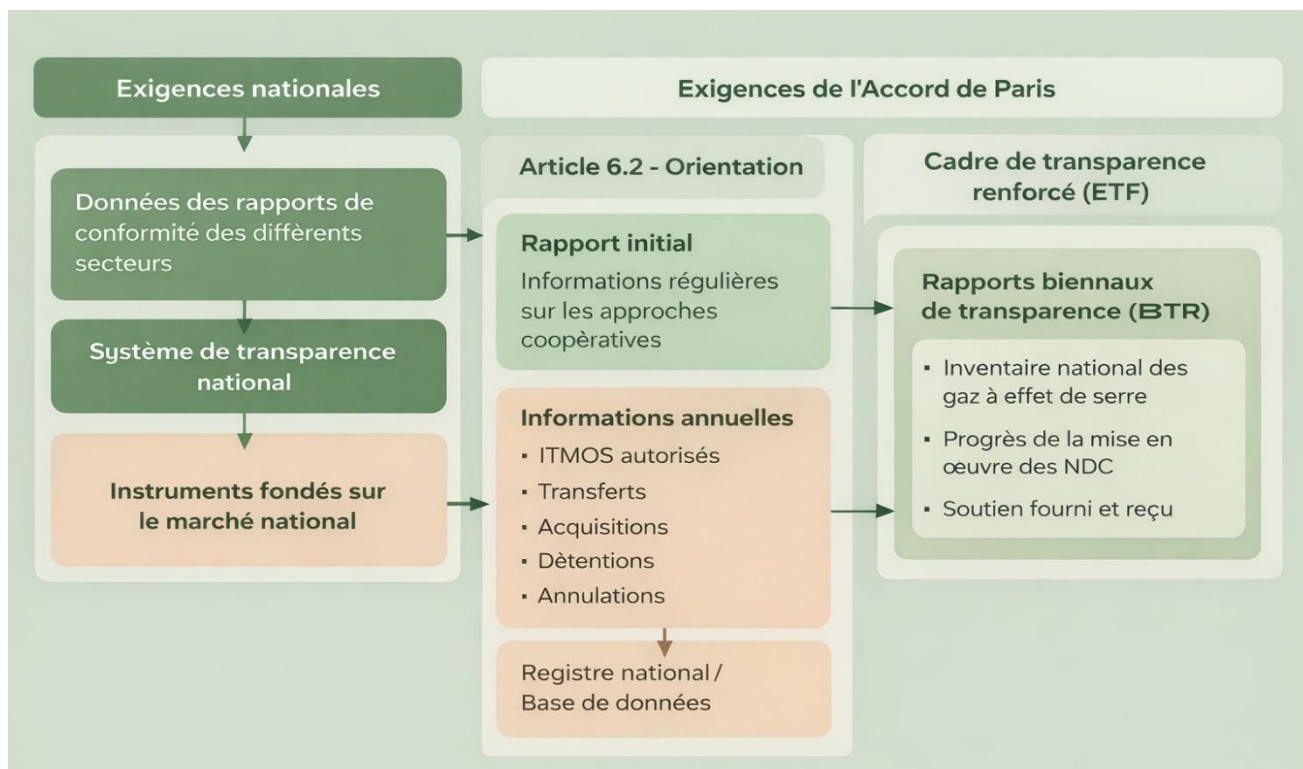 Exigences nationales
Exigences de l'Accord de Paris
Données des rapports de
conformité des diffèrents
secteurs
Système de transparence
national
Instruments fondés sur
le marché national
Article 6.2 - Orientation
Rapport initial
Informations régulières
sur les approches
coopèratives
Informations annuelles
▪ ITMOS autorisés
▪ Transferts
▪ Acquisitions
▪ Dètentions
▪ Annulations
Registre national /
Base de données
Cadre de transparence
renforcé (ETF)
Rapports biennaux
de transparence (BTR)
▪ Inventaire national des
gaz à effet de serre
▪ Progrès de la mise en
œuvre des NDC
▪ Soutien fourni et reçu